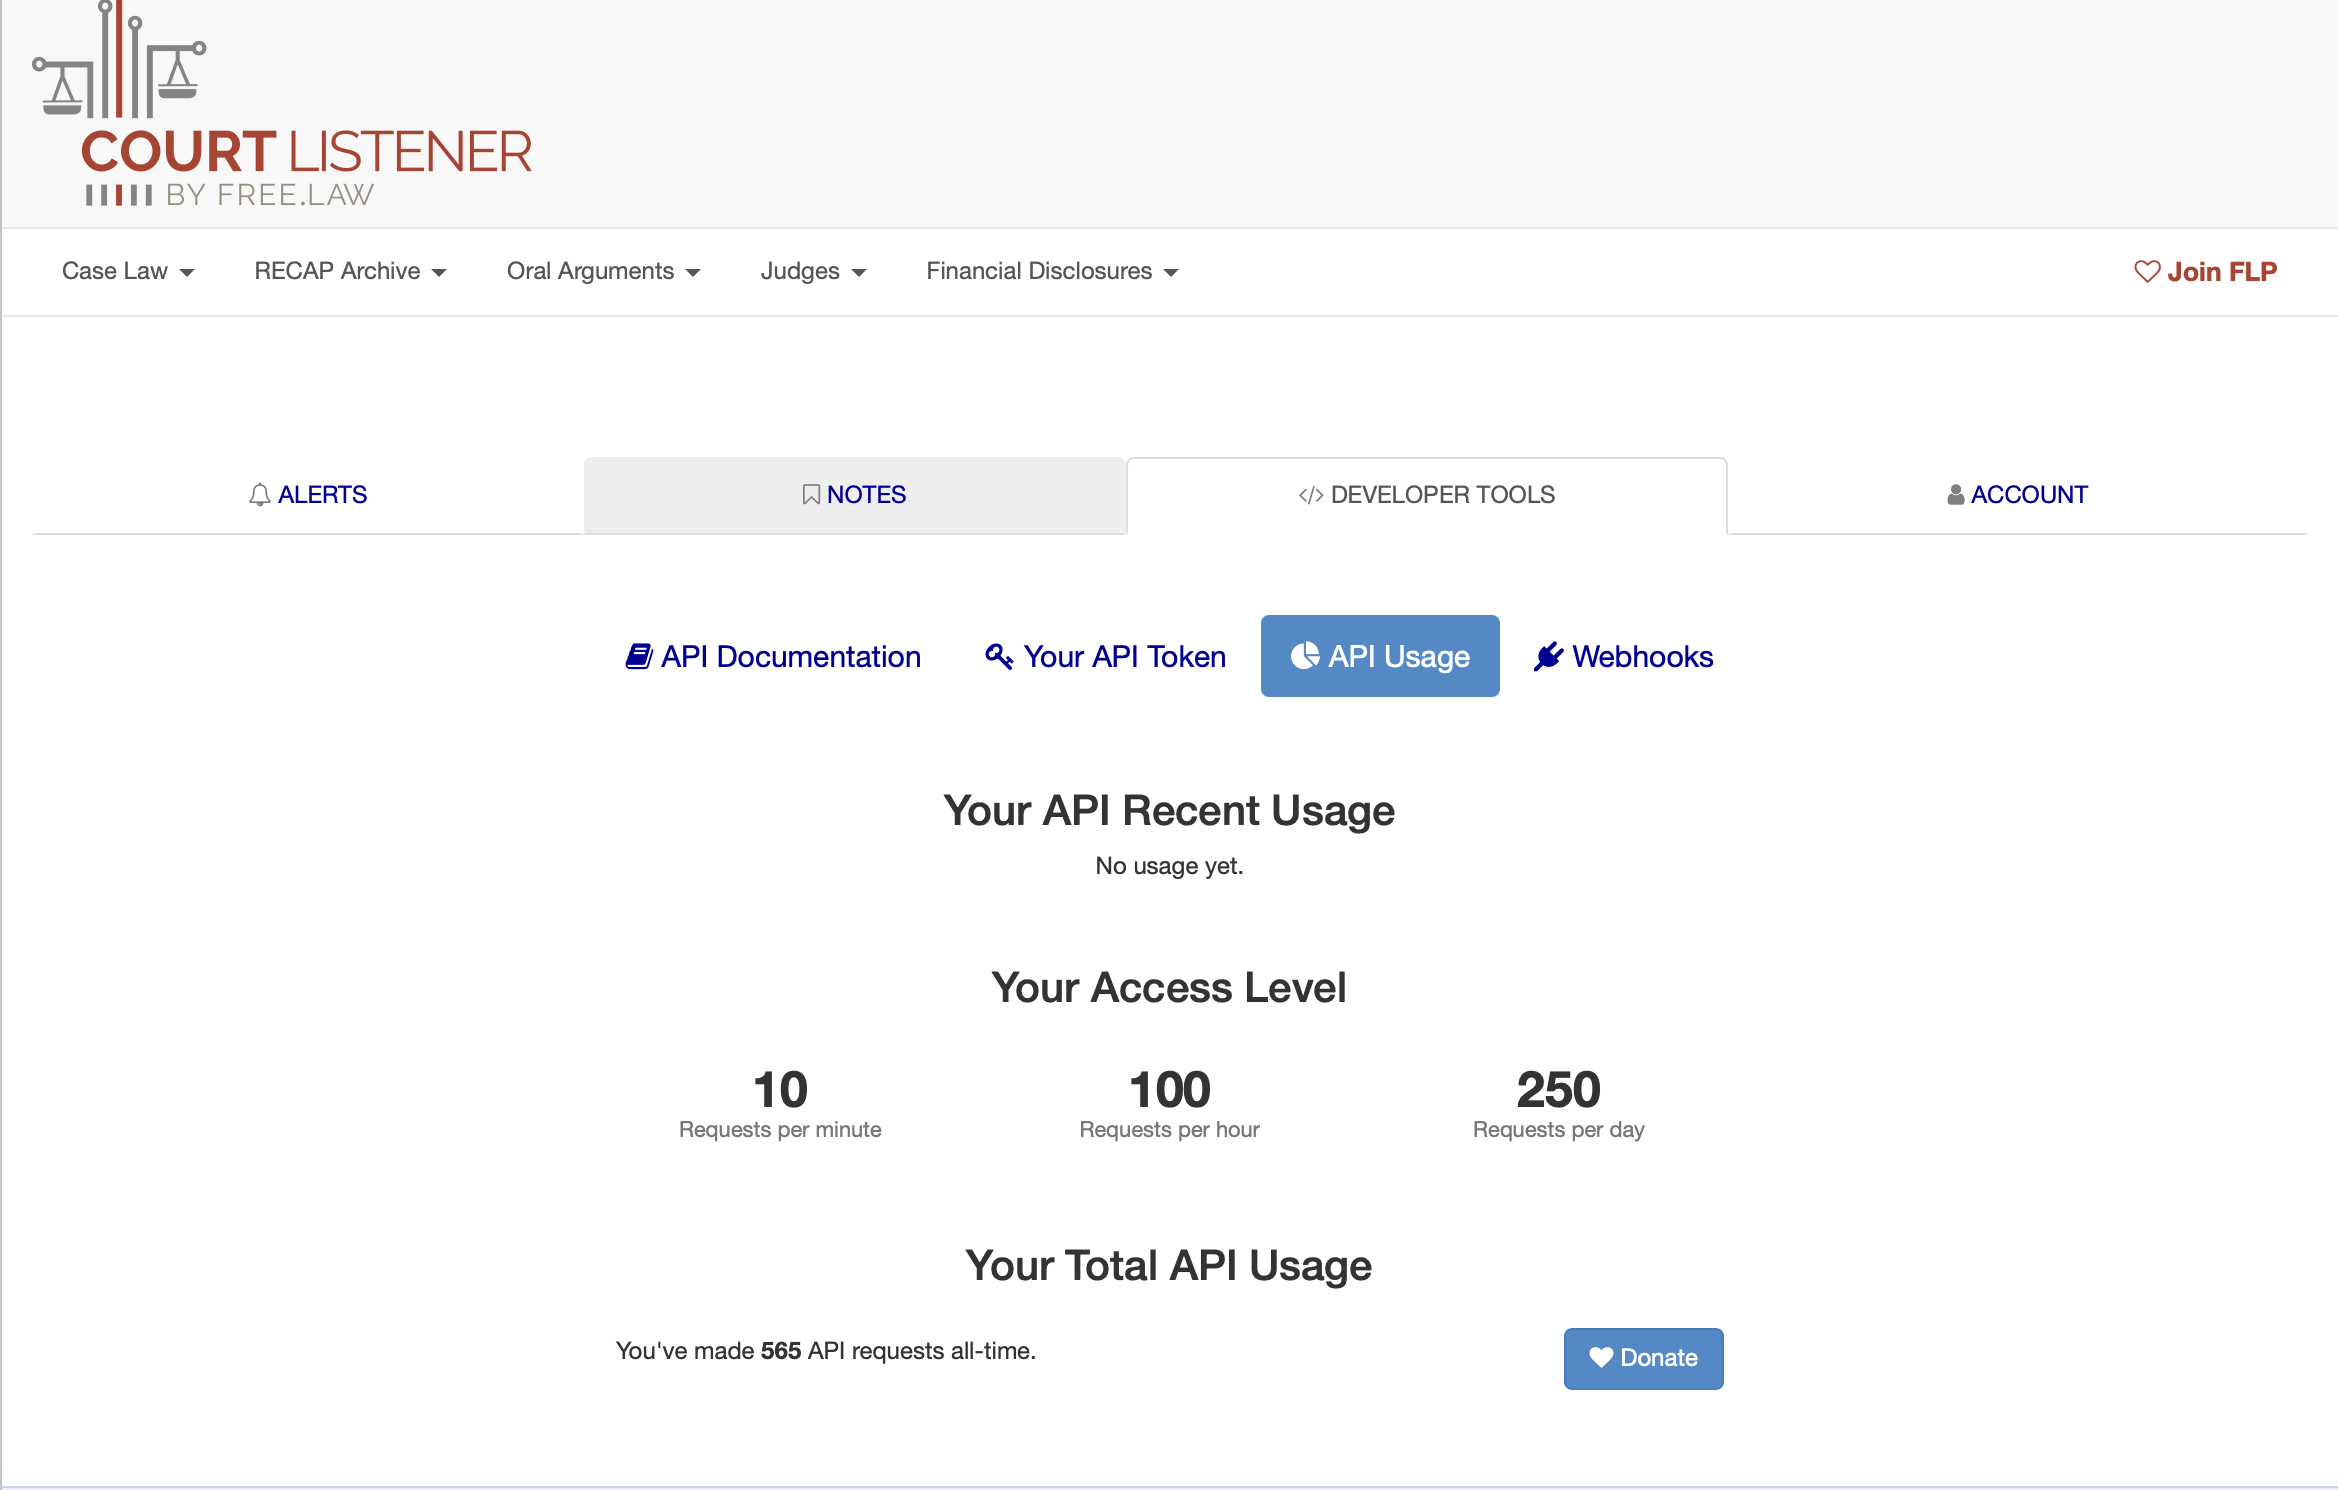 COURT LISTENER
BY FREE.LAW
Case Law RECAP Archive Oral Arguments Judges Financial Disclosures Join FLP
ALERTS NOTES </> DEVELOPER TOOLS ACCOUNT
API Documentation Your API Token API Usage Webhooks
Your API Recent Usage
No usage yet.
Your Access Level
10 100 250
Requests per minute Requests per hour Requests per day
Your Total API Usage
You've made 565 API requests all-time. Donate